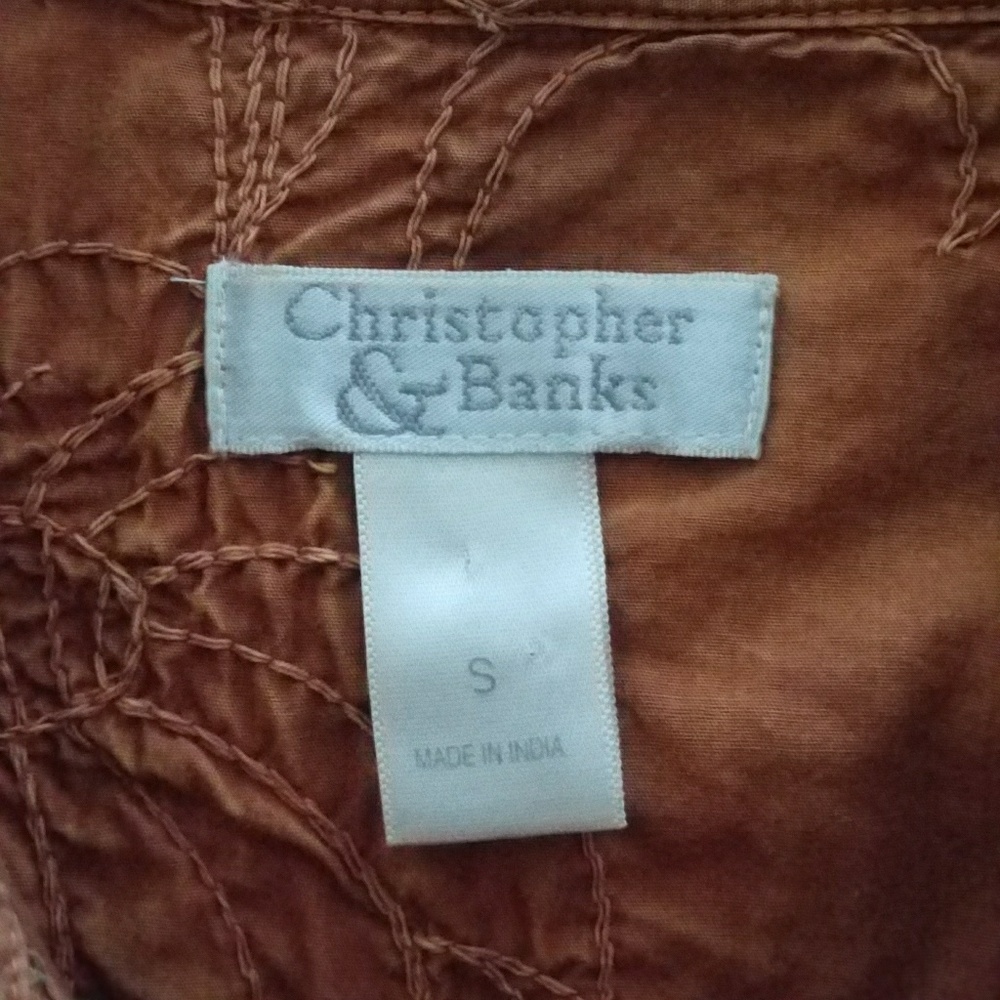 Christopher
& Banks
S
MADE IN INDIA